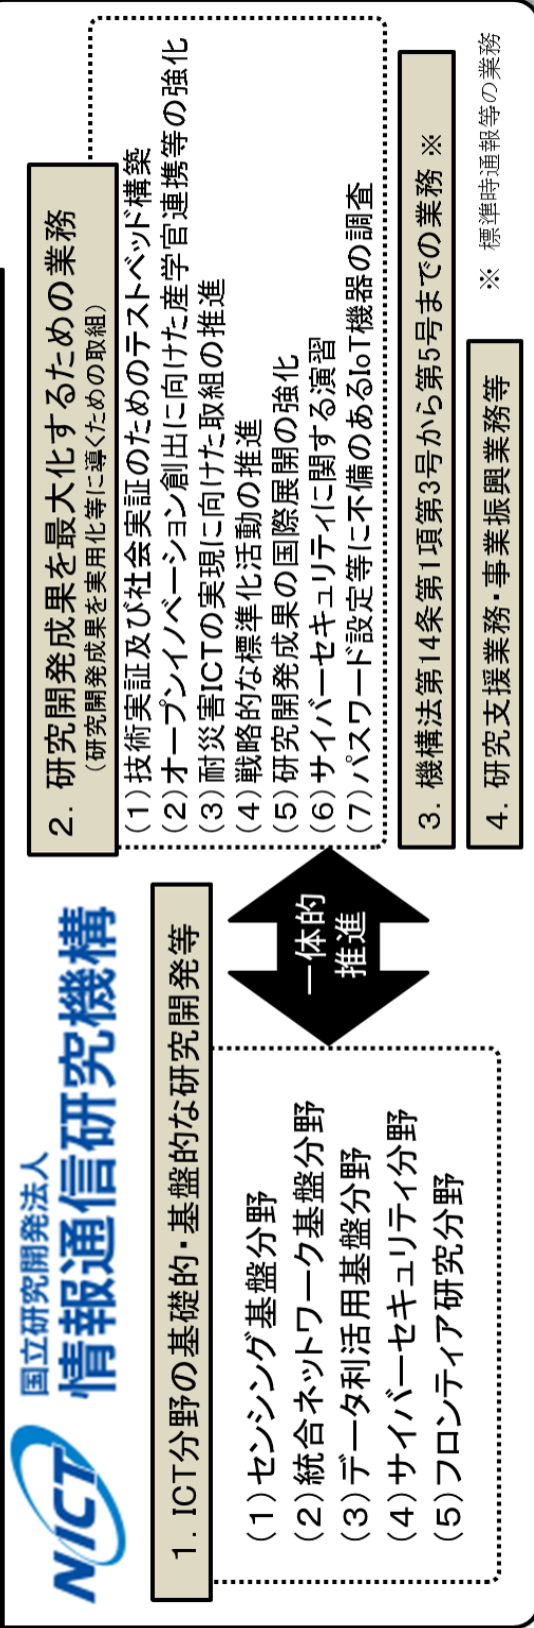 NICT
国立研究開発法人
情報通信研究機構
1. ICT分野の基礎的・基盤的な研究開発等
(1)センシング基盤分野
(2)統合ネットワーク基盤分野
(3)データ利活用基盤分野
(4)サイバーセキュリティ分野
(5)フロンティア研究分野
一体的
推進
2. 研究開発成果を最大化するための業務
(研究開発成果を実用化等に導くための取組)
(1)技術実証及び社会実証のためのテストベッド構築
(2)オープンイノベーション創出に向けた産学官連携等の強化
(3)耐災害ICTの実現に向けた取組の推進
(4)戦略的な標準化活動の推進
(5)研究開発成果の国際展開の強化
(6)サイバーセキュリティに関する演習
(7)パスワード設定等に不備のあるIoT機器の調査
3. 機構法第14条第1項第3号から第5号までの業務 ※
※ 標準時通報等の業務
4. 研究支援業務・事業振興業務等